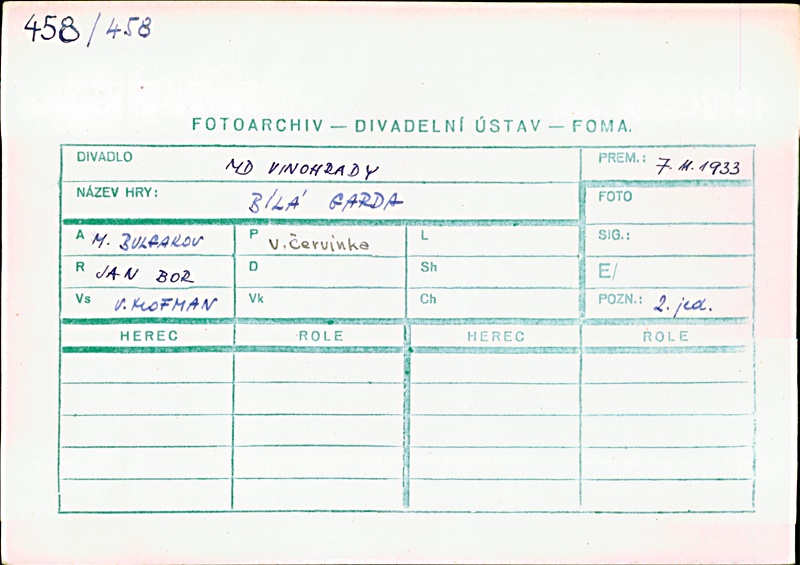 458/458
FOTOARCHIV — DIVADELNÍ ÚSTAV — FOMA.
DIVADLO MD VINOHRADY PREM.: 7. II. 1933
NÁZEV HRY: BÍLÁ GARDA FOTO
A M. BULGAKOV P V. Červinka L SIG.:
R JAN BOR D Sh E/
Vs V. HOFMAN Vk Ch POZN.: 2. jed.
HEREC ROLE HEREC ROLE